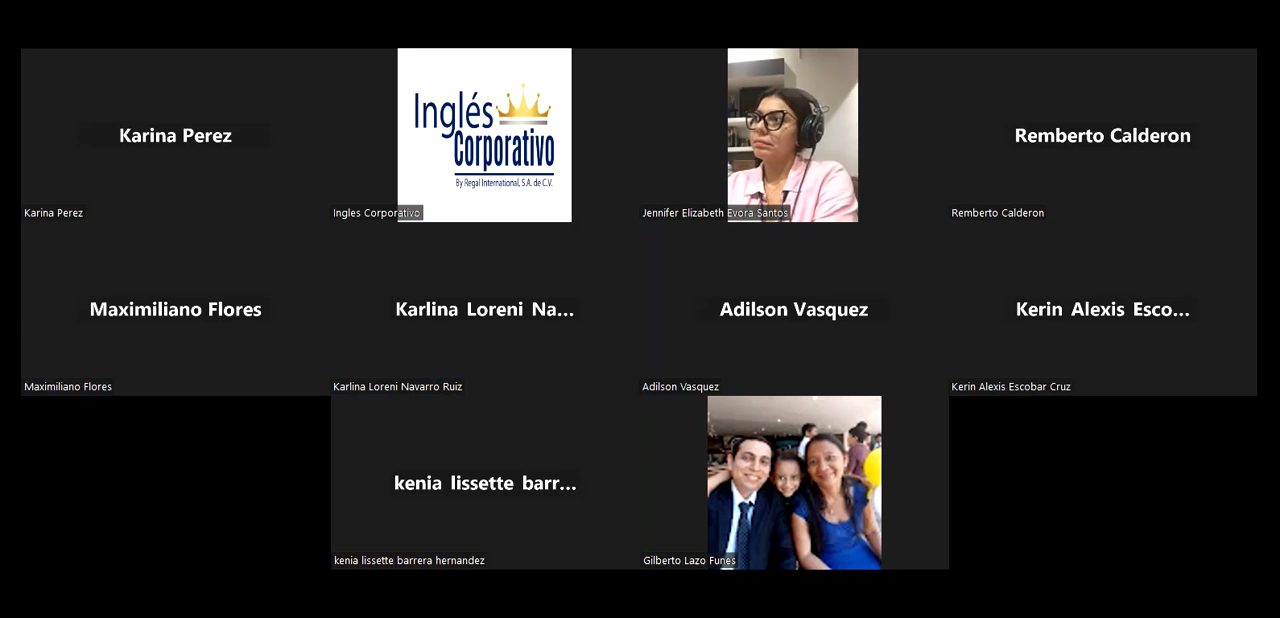 Karina Perez
Karina Perez
Inglés
Corporativo
By Regal International, S.A. de C.V.
Ingles Corporativo
Jennifer Elizabeth Evora Santos
Remberto Calderon
Remberto Calderon
Maximiliano Flores
Maximiliano Flores
Karlina Loreni Na...
Karlina Loreni Navarro Ruiz
Adilson Vasquez
Adilson Vasquez
Kerin Alexis Esco...
Kerin Alexis Escobar Cruz
kenia lissette barr...
kenia lissette barrera hernandez
Gilberto Lazo Funes